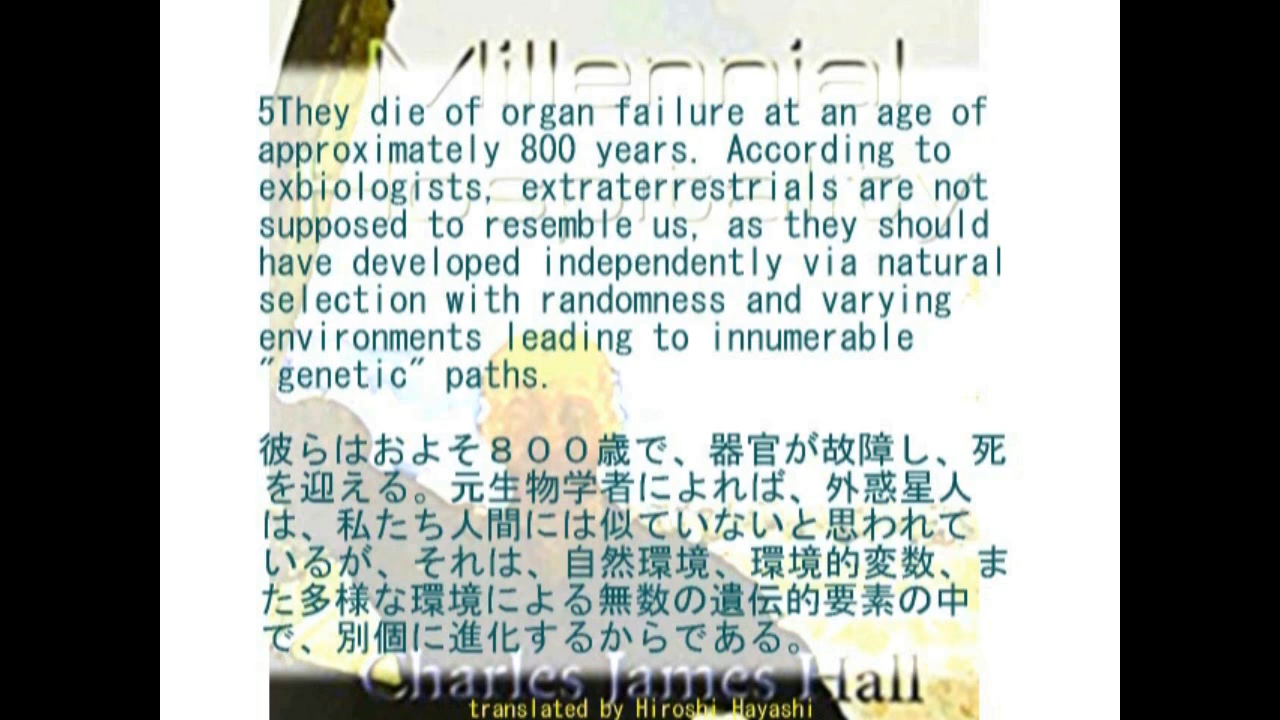 Millennial
5They die of organ failure at an age of
approximately 800 years. According to
exbiologists, extraterrestrials are not
supposed to resemble us, as they should
have developed independently via natural
selection with randomness and varying
environments leading to innumerable
"genetic" paths.
彼らはおよそ８００歳で、器官が故障し、死
を迎える。元生物学者によれば、外惑星人
は、私たち人間には似ていないと思われて
いるが、それは、自然環境、環境的変数、ま
た多様な環境による無数の遺伝的要素の中
で、別個に進化するからである。
Charles James Hall
translated by Hiroshi Hayashi